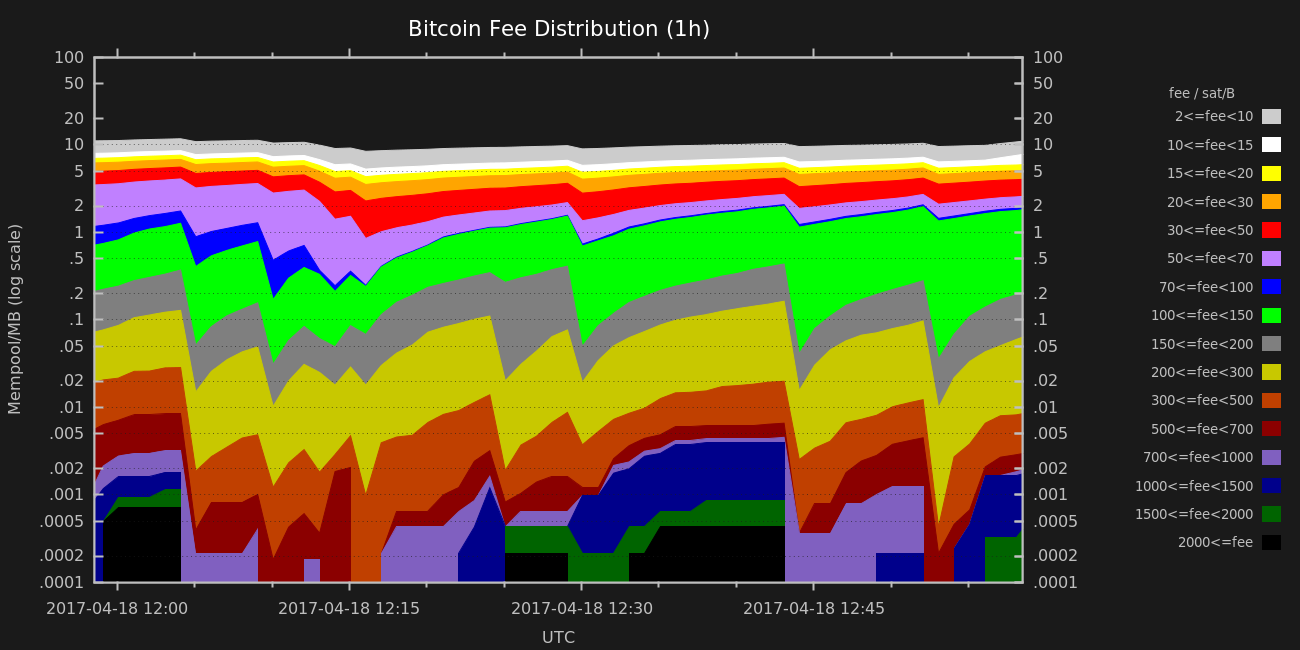 Bitcoin Fee Distribution (1h)
100 100
50 50
20 20
10 10
5 5
2 2
1 1
.5 .5
.2 .2
.1 .1
.05 .05
.02 .02
.01 .01
.005 .005
.002 .002
.001 .001
.0005 .0005
.0002 .0002
.0001 .0001
Mempool/MB (log scale)
2017-04-18 12:00 2017-04-18 12:15 2017-04-18 12:30 2017-04-18 12:45
UTC
fee / sat/B
2<=fee<10
10<=fee<15
15<=fee<20
20<=fee<30
30<=fee<50
50<=fee<70
70<=fee<100
100<=fee<150
150<=fee<200
200<=fee<300
300<=fee<500
500<=fee<700
700<=fee<1000
1000<=fee<1500
1500<=fee<2000
2000<=fee